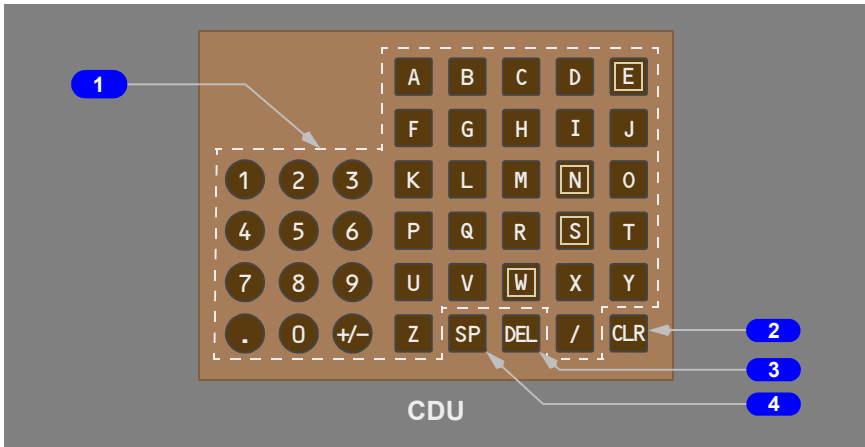 A B C D E
1
F G H I J
1 2 3 K L M N O
4 5 6 P Q R S T
7 8 9 U V W X Y
. 0 +/− Z SP DEL / CLR 2
3
4
CDU